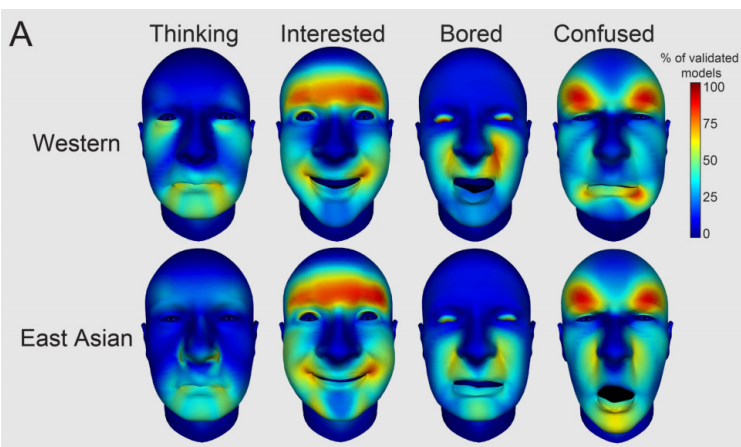 A
Thinking Interested Bored Confused
% of validated
models
100
75
50
25
0
Western
East Asian